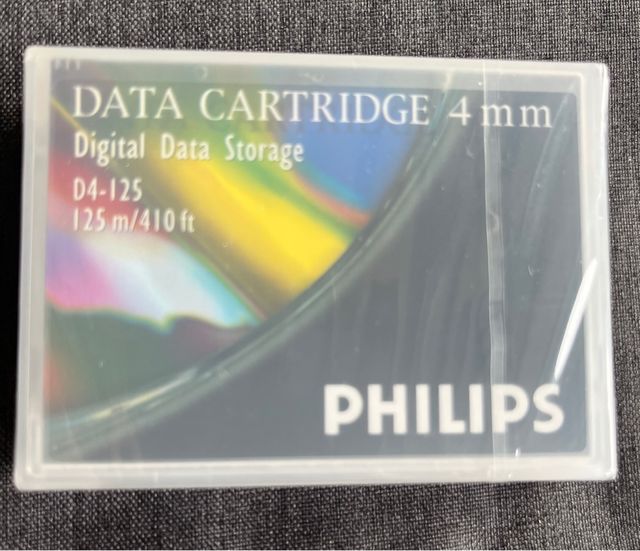 DATA CARTRIDGE 4mm
Digital Data Storage
D4-125
125 m/410 ft
PHILIPS